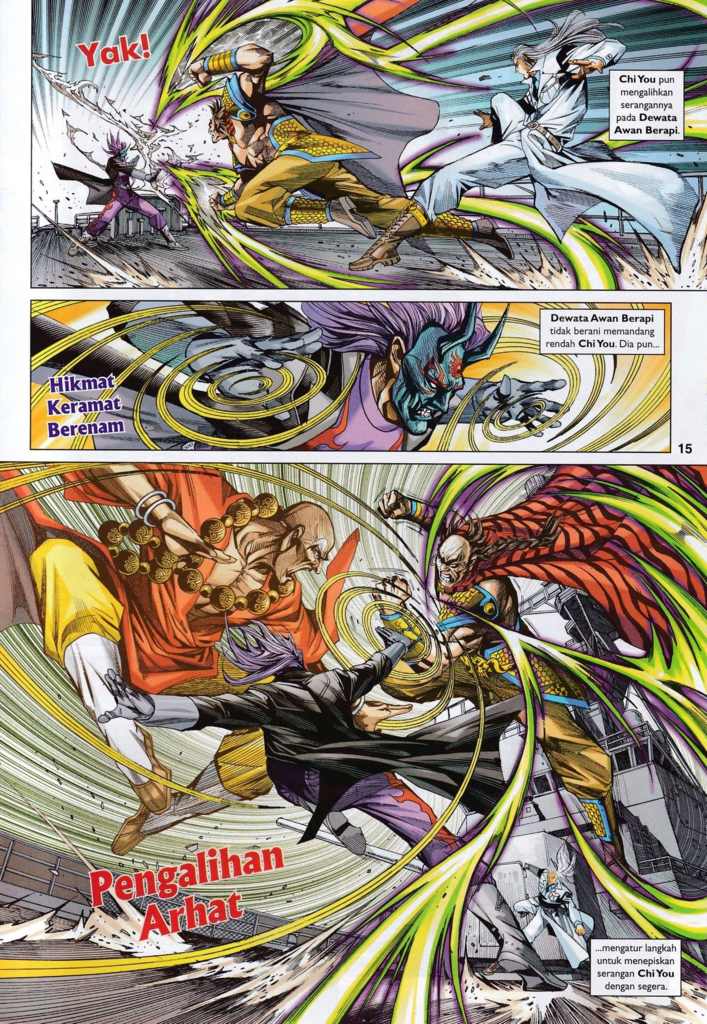 Yak!
Chi You pun
mengalihkan
serangannya
pada Dewata
Awan Berapi.
Dewata Awan Berapi
tidak berani memandang
rendah Chi You. Dia pun...
Hikmat
Keramat
Berenam
15
Pengalihan
Arhat
...mengatur langkah
untuk menepiskan
serangan Chi You
dengan segera.